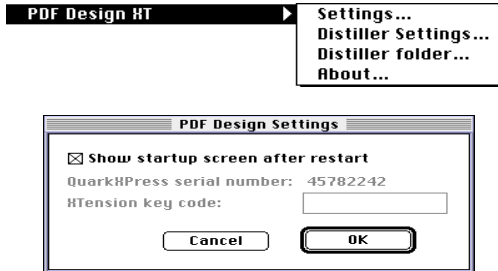 PDF Design XT
Settings...
Distiller Settings...
Distiller folder...
About...
PDF Design Settings
Show startup screen after restart
QuarkXPress serial number: 45782242
XTension key code:
Cancel OK